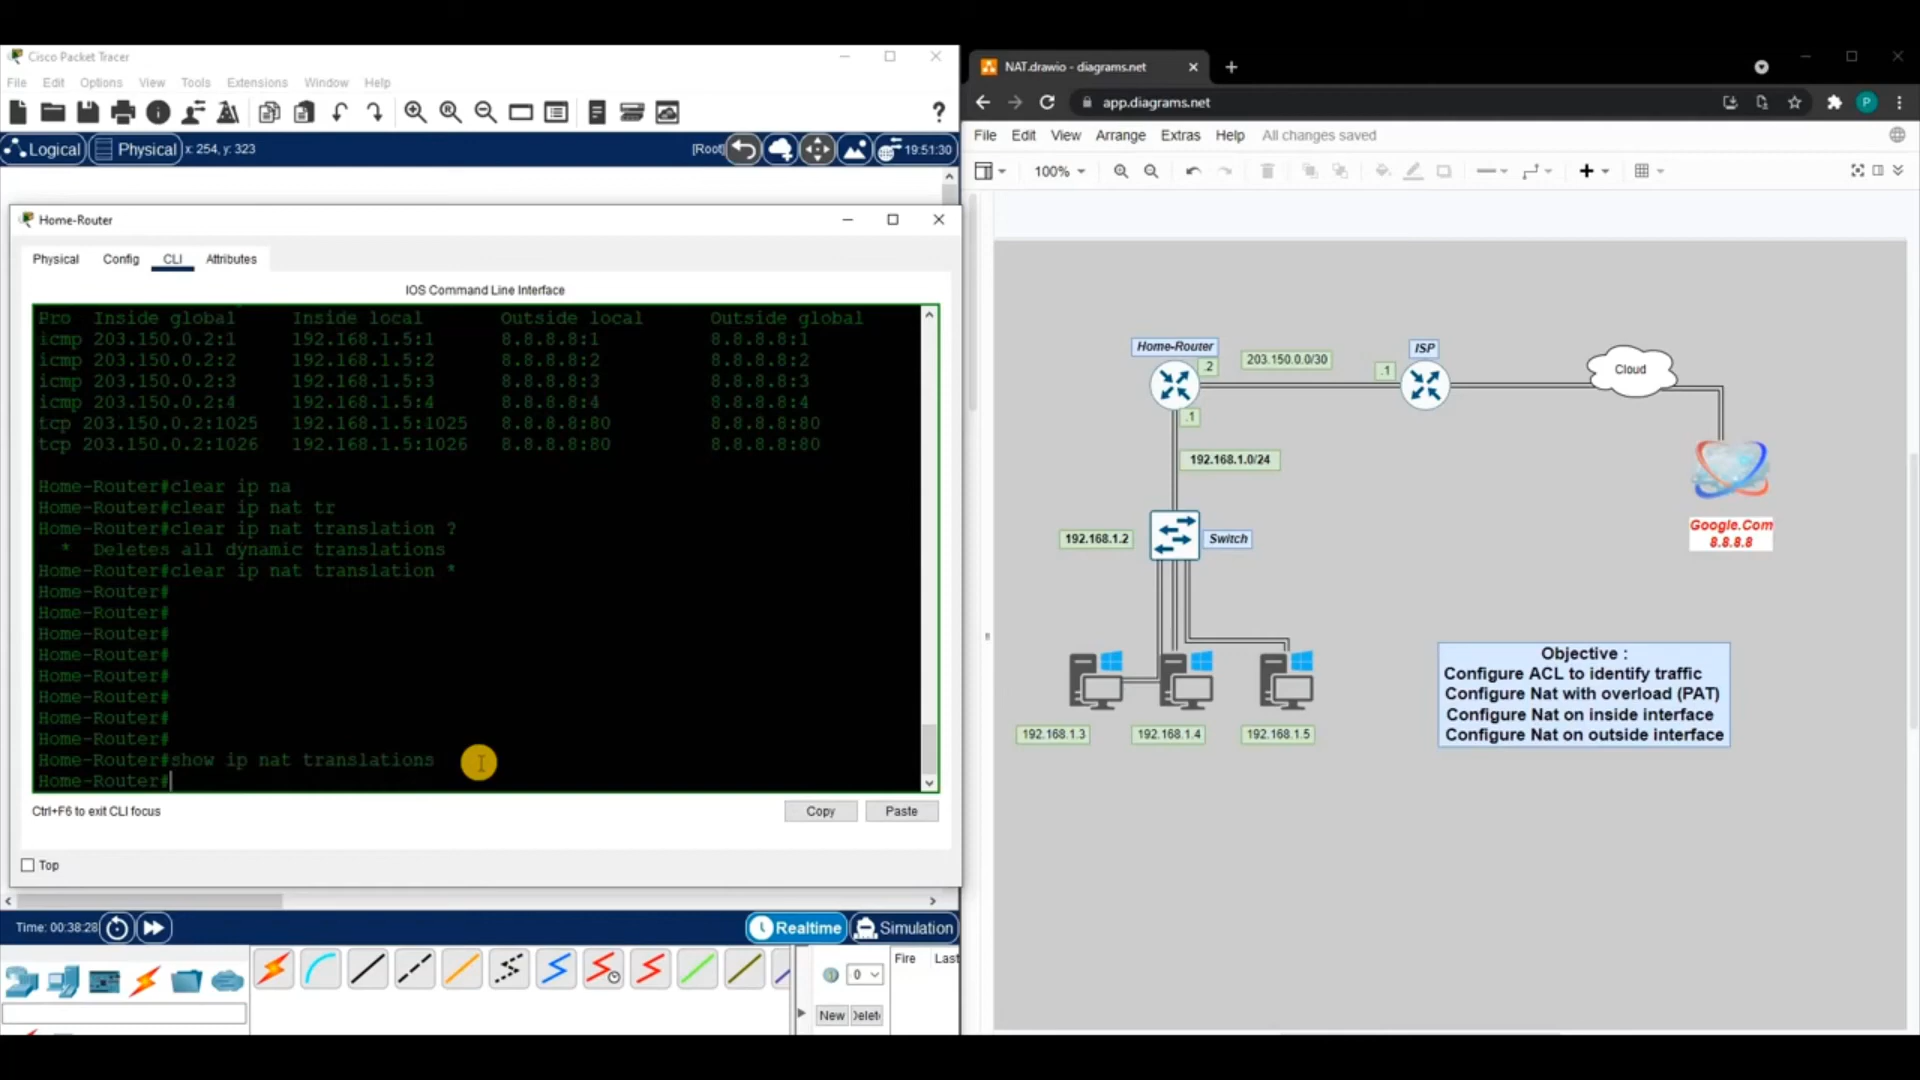 Cisco Packet Tracer
File Edit Options View Tools Extensions Window Help
?
Logical Physical x: 254, y: 323 [Root] 19:51:30
Home-Router
Physical Config CLI Attributes
IOS Command Line Interface
Pro Inside global Inside local Outside local Outside global
icmp 203.150.0.2:1 192.168.1.5:1 8.8.8.8:1 8.8.8.8:1
icmp 203.150.0.2:2 192.168.1.5:2 8.8.8.8:2 8.8.8.8:2
icmp 203.150.0.2:3 192.168.1.5:3 8.8.8.8:3 8.8.8.8:3
icmp 203.150.0.2:4 192.168.1.5:4 8.8.8.8:4 8.8.8.8:4
tcp 203.150.0.2:1025 192.168.1.5:1025 8.8.8.8:80 8.8.8.8:80
tcp 203.150.0.2:1026 192.168.1.5:1026 8.8.8.8:80 8.8.8.8:80
Home-Router#clear ip na
Home-Router#clear ip nat tr
Home-Router#clear ip nat translation ?
* Deletes all dynamic translations
Home-Router#clear ip nat translation *
Home-Router#
Home-Router#
Home-Router#
Home-Router#
Home-Router#
Home-Router#
Home-Router#
Home-Router#
Home-Router#show ip nat translations
Home-Router#
Ctrl+F6 to exit CLI focus
Copy Paste
Top
Time: 00:38:28
Realtime Simulation
Fire Last
0
New Delet
NAT.drawio - diagrams.net
app.diagrams.net
P
File Edit View Arrange Extras Help All changes saved
100%
Home-Router
.2
203.150.0.0/30
.1
ISP
Cloud
.1
192.168.1.0/24
Google.Com
8.8.8.8
192.168.1.2
Switch
192.168.1.3
192.168.1.4
192.168.1.5
Objective :
Configure ACL to identify traffic
Configure Nat with overload (PAT)
Configure Nat on inside interface
Configure Nat on outside interface